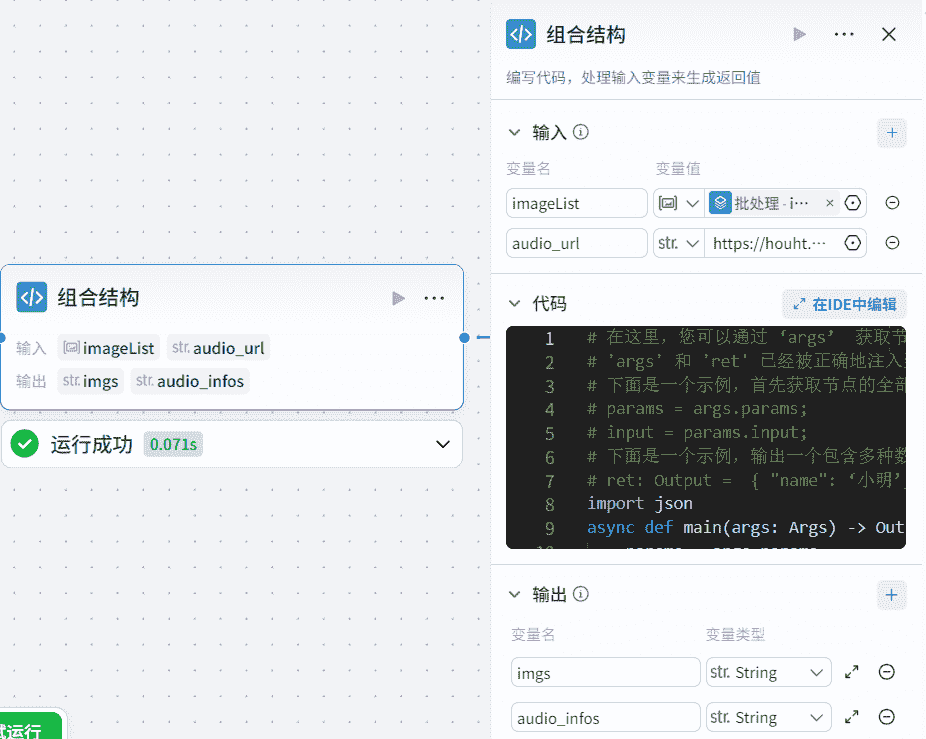 组合结构
编写代码，处理输入变量来生成返回值
输入
变量名 变量值
imageList 批处理 - i···
audio_url str. https://houht.···
组合结构
输入 imageList str. audio_url
输出 str. imgs str. audio_infos
运行成功 0.071s
代码 在IDE中编辑
1 # 在这里，您可以通过 ‘args’ 获取节
2 # 'args' 和 'ret' 已经被正确地注入
3 # 下面是一个示例，首先获取节点的全部
4 # params = args.params;
5 # input = params.input;
6 # 下面是一个示例，输出一个包含多种数
7 # ret: Output = { "name": ‘小明’
8 import json
9 async def main(args: Args) -> Out
输出
变量名 变量类型
imgs str. String
audio_infos str. String
试运行